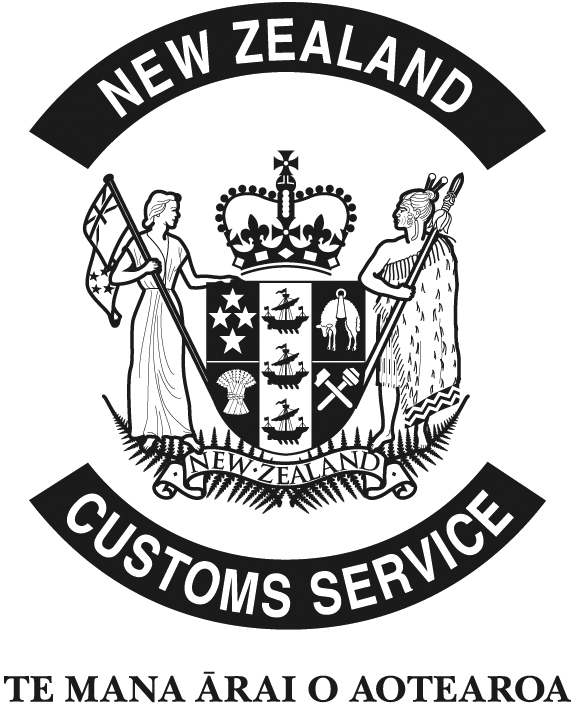 NEW ZEALAND
NEW·ZEALAND
CUSTOMS SERVICE
TE MANA ĀRAI O AOTEAROA